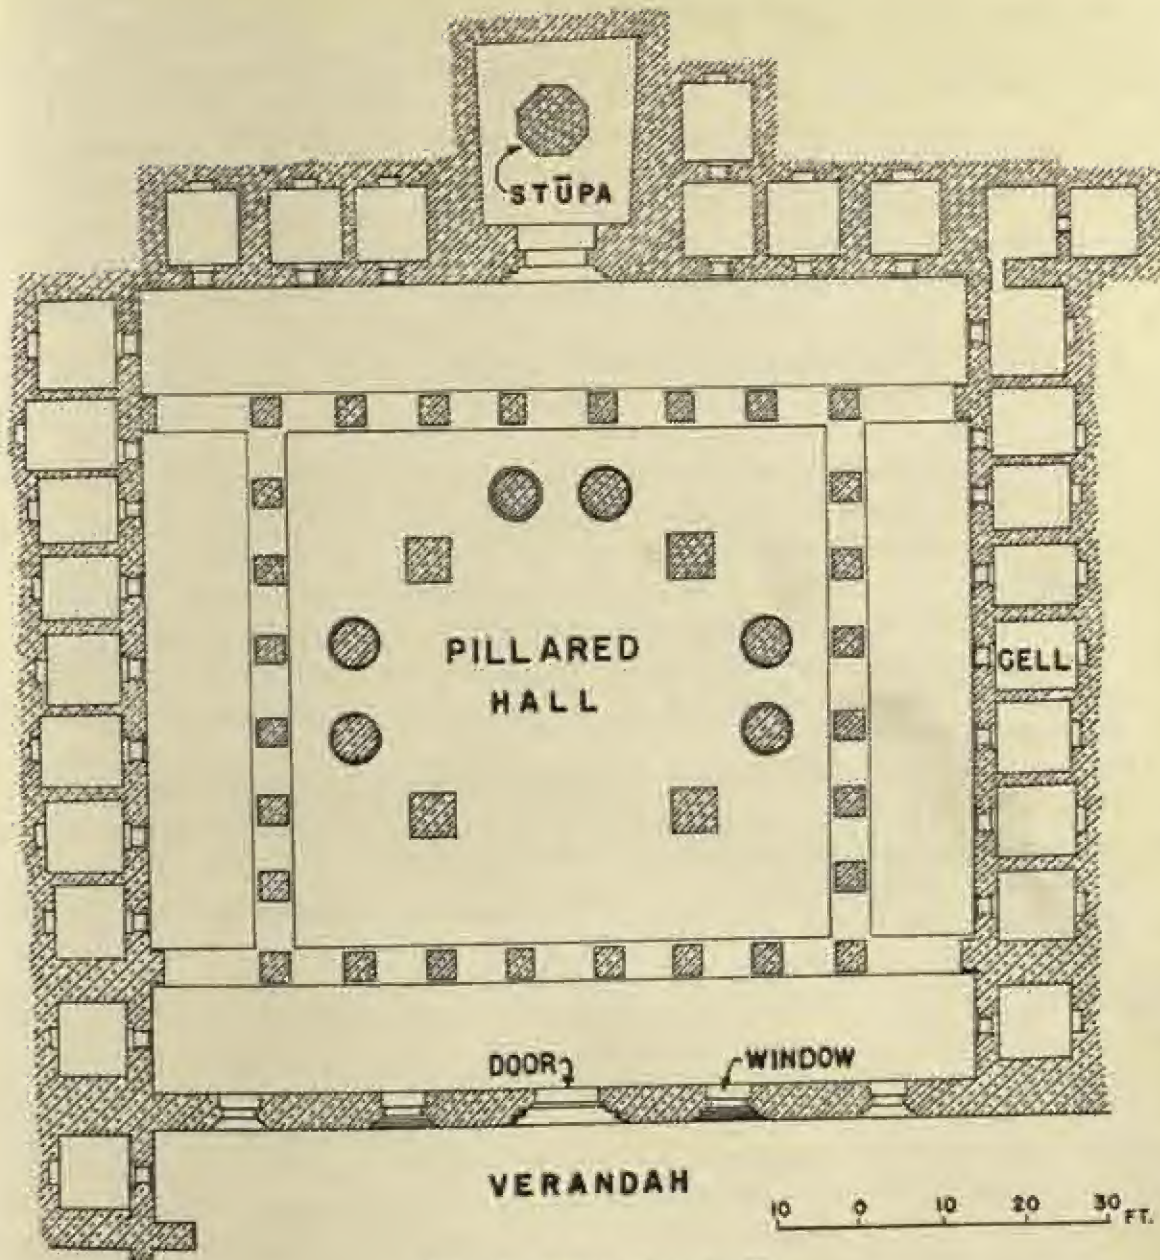 STŪPA
PILLARED
HALL
CELL
DOOR
WINDOW
VERANDAH
10 0 10 20 30 FT.